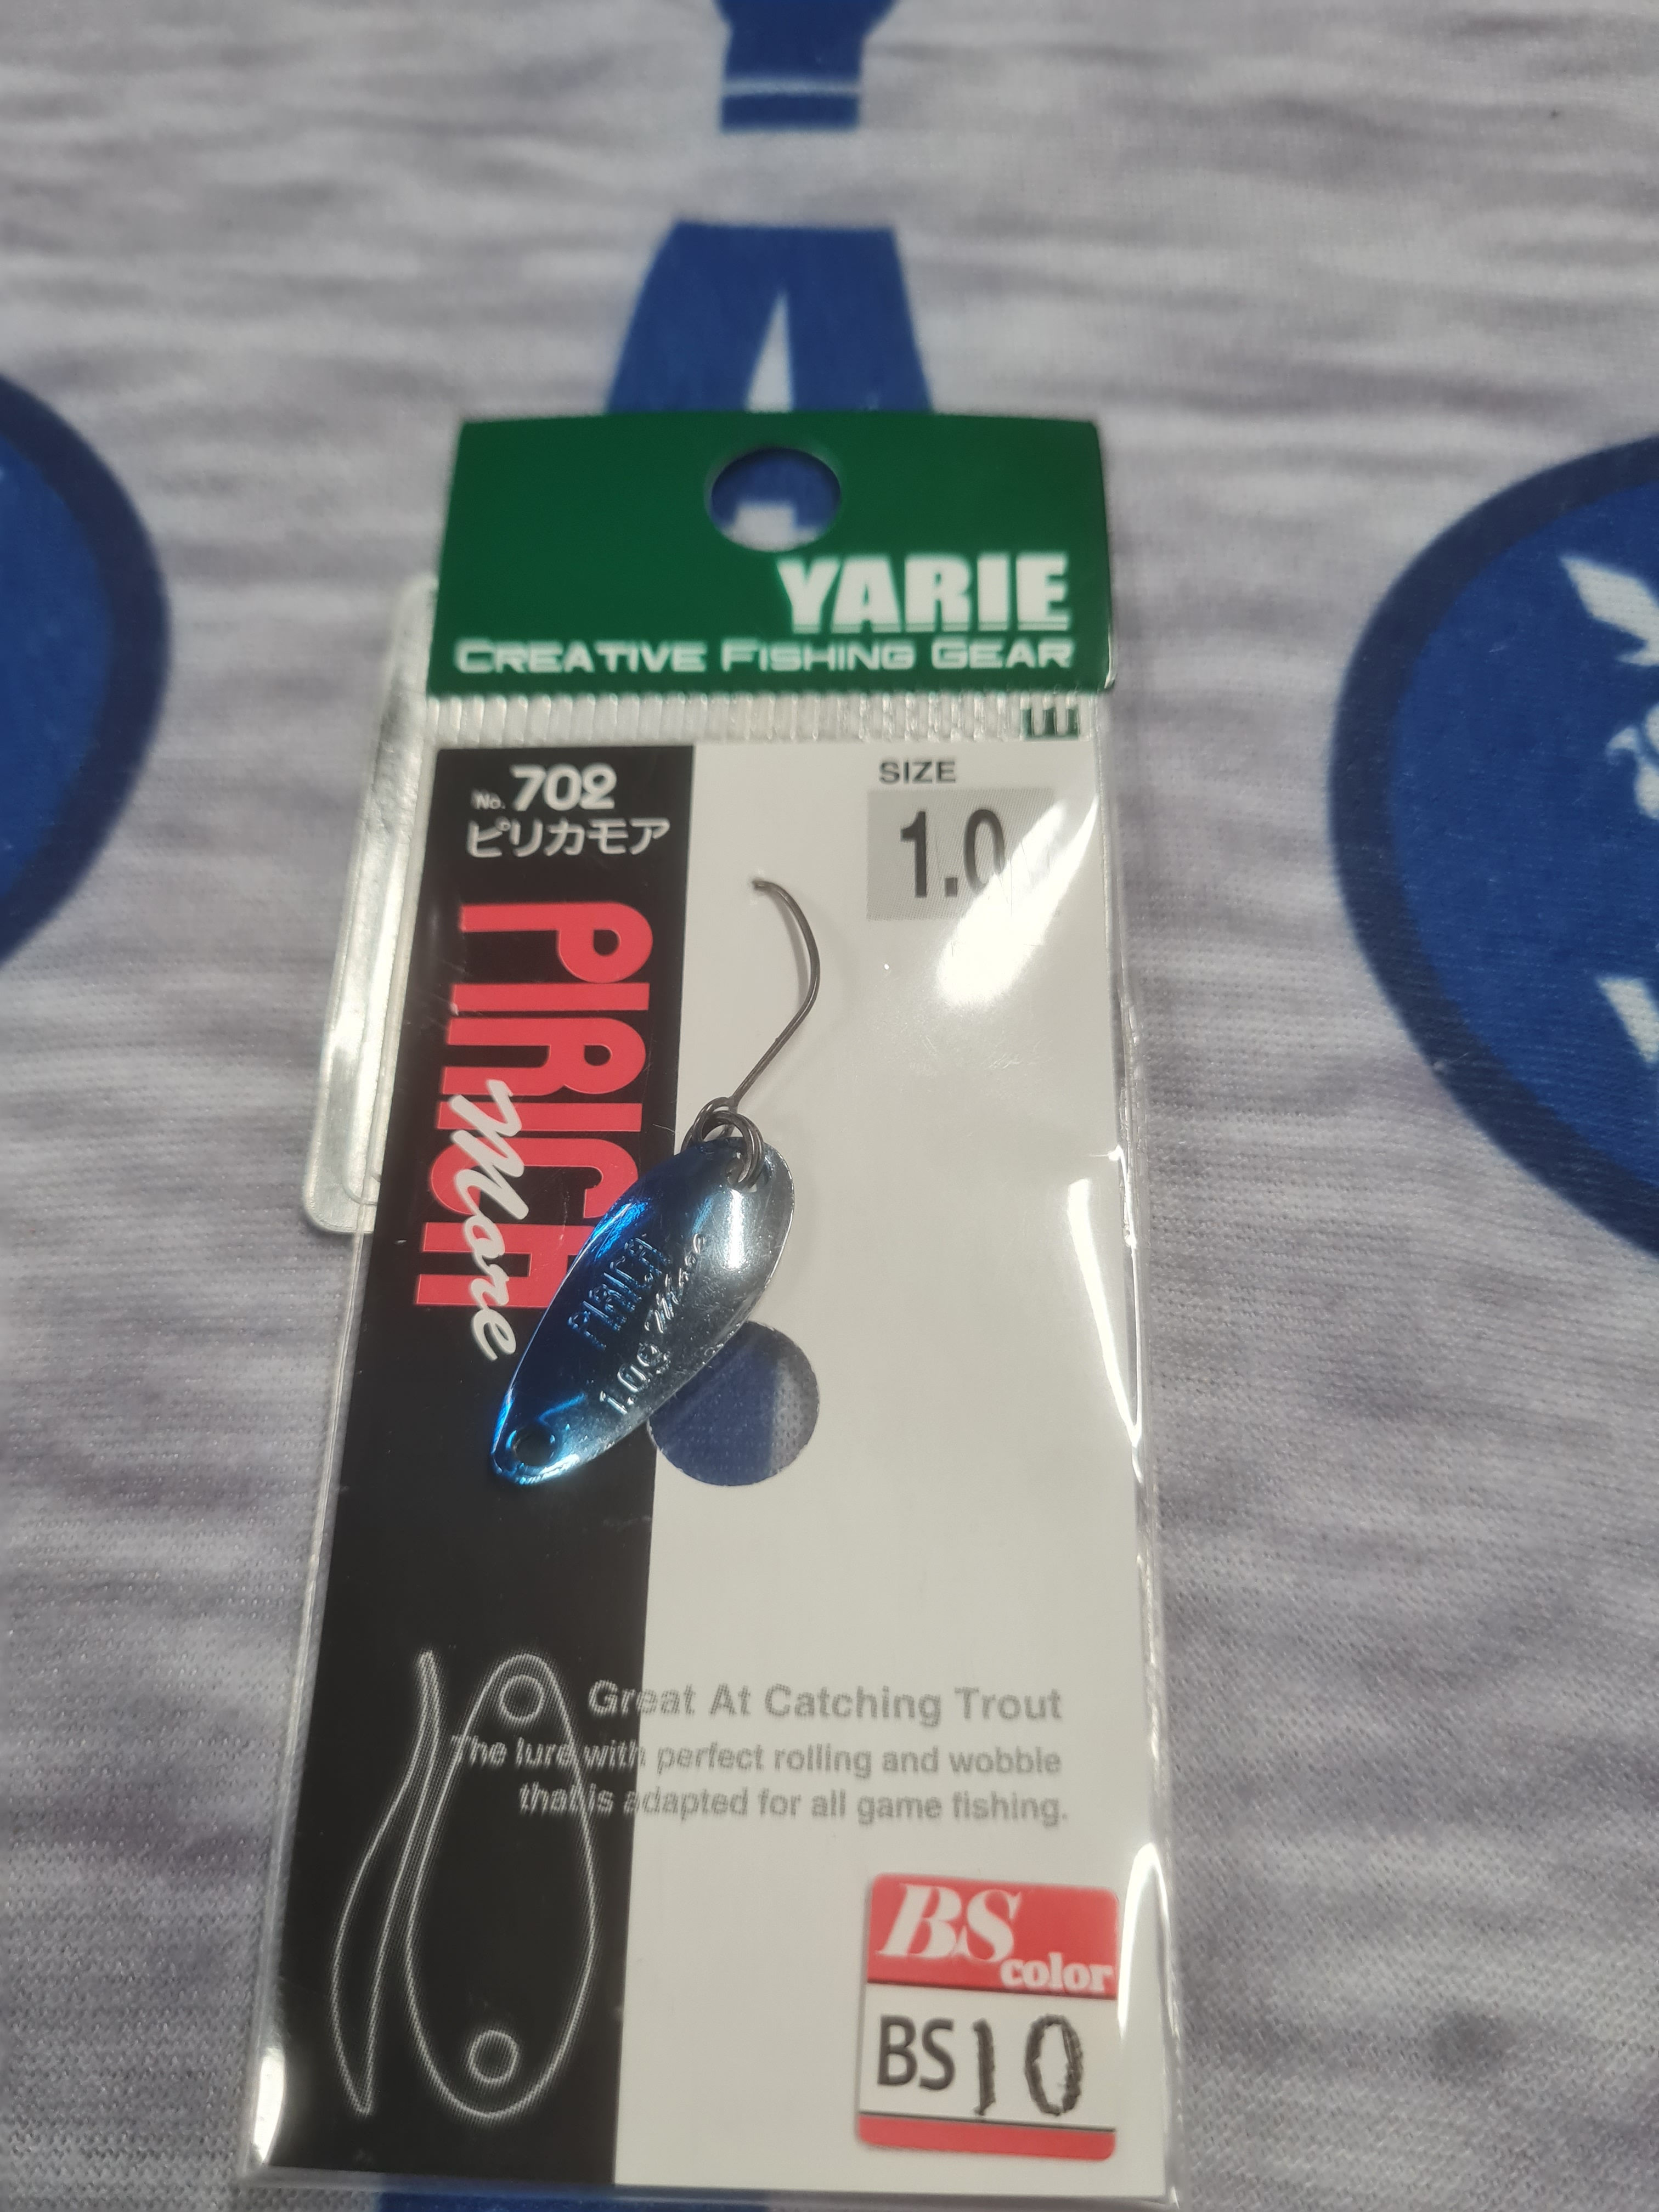 YARIE
CREATIVE FISHING GEAR
No. 702
ピリカモア
SIZE
1.0
PIRICA
More
PIRICA
More
1.0g
Great At Catching Trout
The lure with perfect rolling and wobble
that is adapted for all game fishing.
BS
color
BS10